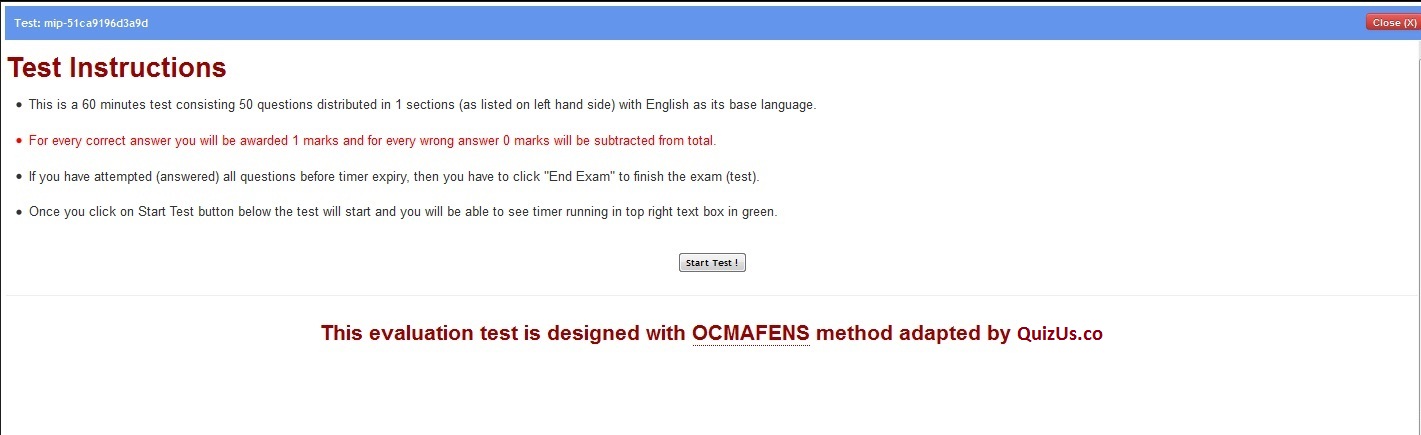 Test: mip-51ca9196d3a9d
Close (X)
Test Instructions
This is a 60 minutes test consisting 50 questions distributed in 1 sections (as listed on left hand side) with English as its base language.
For every correct answer you will be awarded 1 marks and for every wrong answer 0 marks will be subtracted from total.
If you have attempted (answered) all questions before timer expiry, then you have to click "End Exam" to finish the exam (test).
Once you click on Start Test button below the test will start and you will be able to see timer running in top right text box in green.
Start Test !
This evaluation test is designed with OCMAFENS method adapted by QuizUs.co